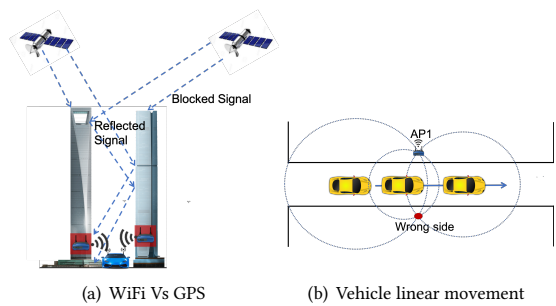 Blocked Signal
Reflected
Signal
AP1
Wrong side
(a) WiFi Vs GPS
(b) Vehicle linear movement